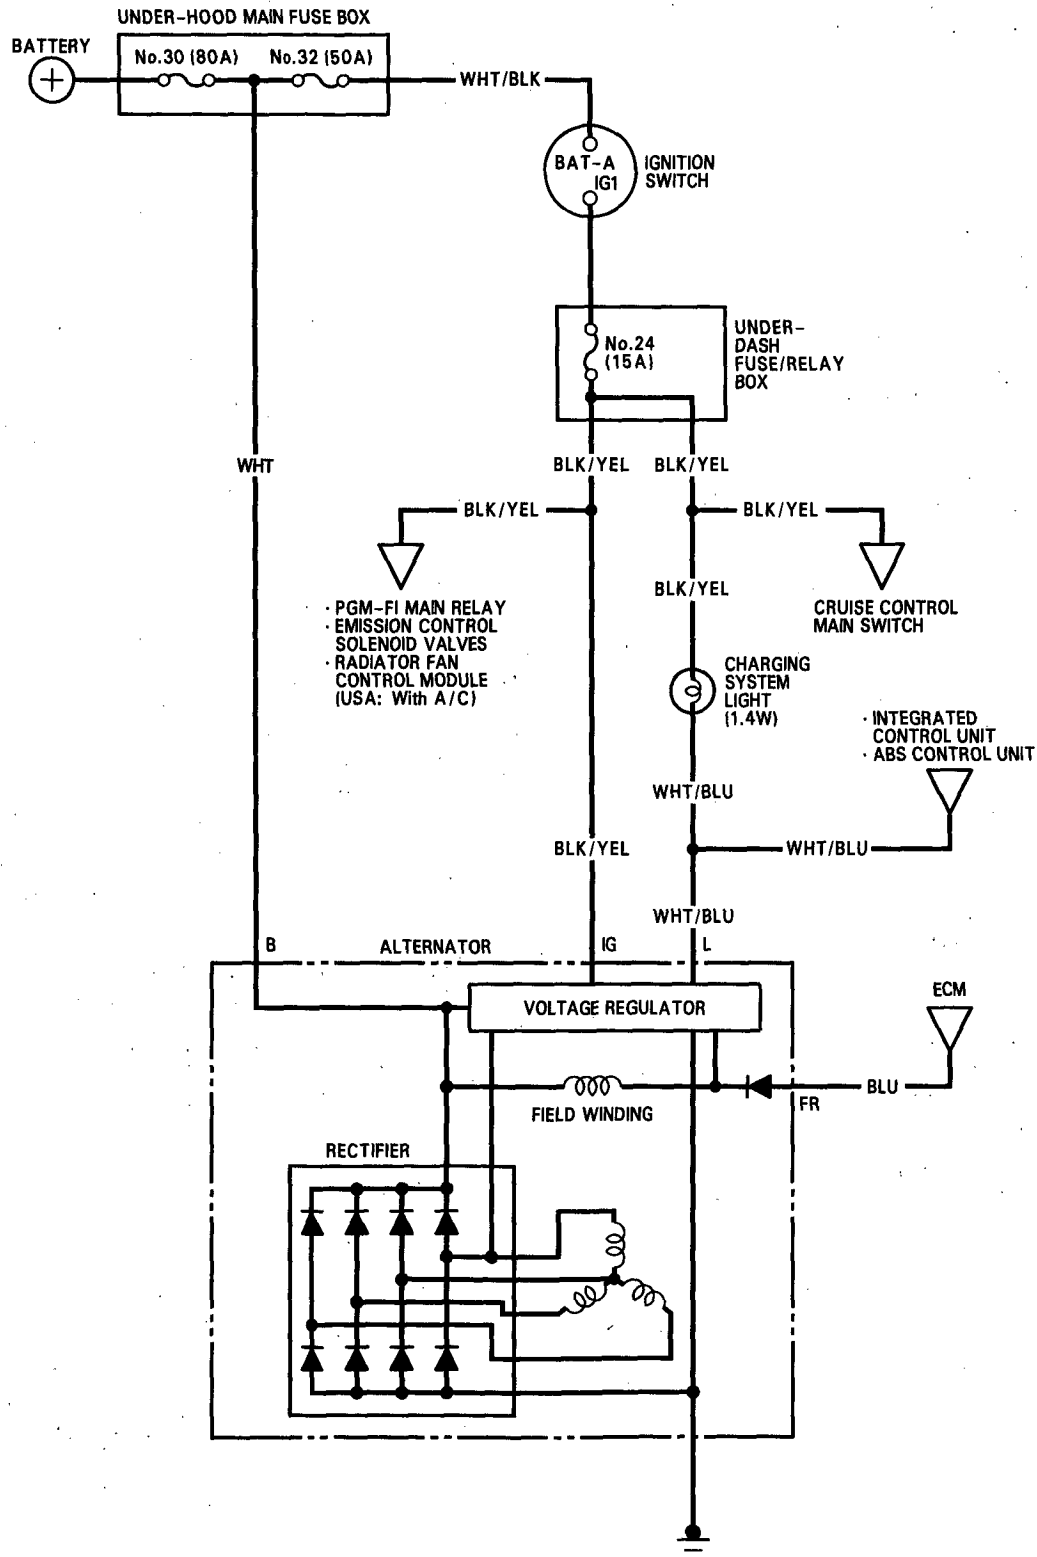 UNDER-HOOD MAIN FUSE BOX
BATTERY
No.30 (80A)
No.32 (50A)
+
WHT/BLK
BAT-A
IG1
IGNITION
SWITCH
No.24
(15A)
UNDER-
DASH
FUSE/RELAY
BOX
WHT
BLK/YEL
BLK/YEL
BLK/YEL
BLK/YEL
BLK/YEL
· PGM-FI MAIN RELAY
· EMISSION CONTROL
SOLENOID VALVES
· RADIATOR FAN
CONTROL MODULE
(USA: With A/C)
CRUISE CONTROL
MAIN SWITCH
CHARGING
SYSTEM
LIGHT
(1.4W)
· INTEGRATED
CONTROL UNIT
· ABS CONTROL UNIT
WHT/BLU
BLK/YEL
WHT/BLU
WHT/BLU
B
ALTERNATOR
IG
L
VOLTAGE REGULATOR
ECM
FIELD WINDING
BLU
FR
RECTIFIER